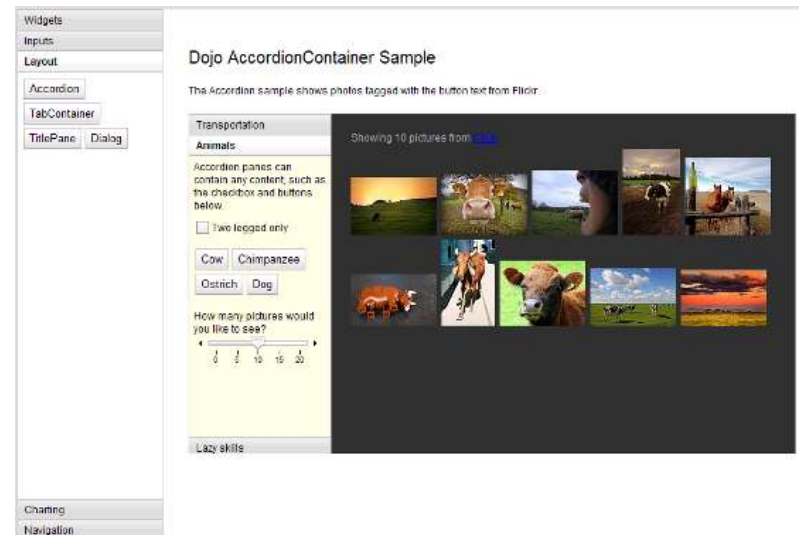 Widgets
Inputs
Layout
Accordion
TabContainer
TitlePane Dialog
Charting
Navigation
Dojo AccordionContainer Sample
The Accordion sample shows photos tagged with the button text from Flickr.
Transportation
Animals
Accordion panes can
contain any content, such as
the checkbox and buttons
below.
Two legged only
Cow Chimpanzee
Ostrich Dog
How many pictures would
you like to see?
0 5 10 15 20
Lazy skills
Showing 10 pictures from